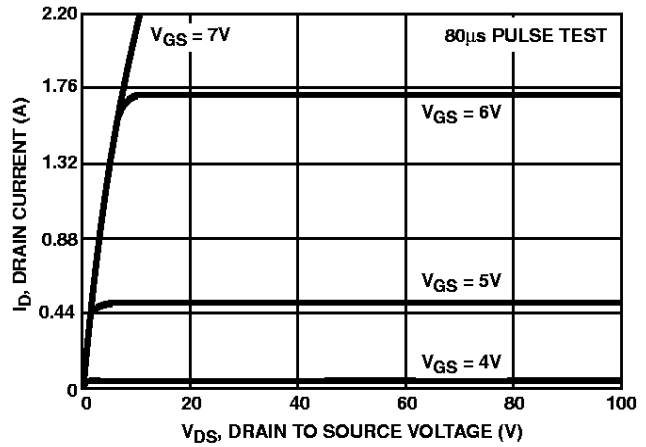 2.20
V_GS = 7V
80μs PULSE TEST
1.76
V_GS = 6V
1.32
I_D, DRAIN CURRENT (A)
0.88
V_GS = 5V
0.44
V_GS = 4V
0
0 20 40 60 80 100
V_DS, DRAIN TO SOURCE VOLTAGE (V)